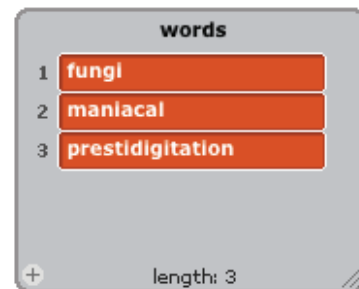 words
1 fungi
2 maniacal
3 prestidigitation
+ length: 3